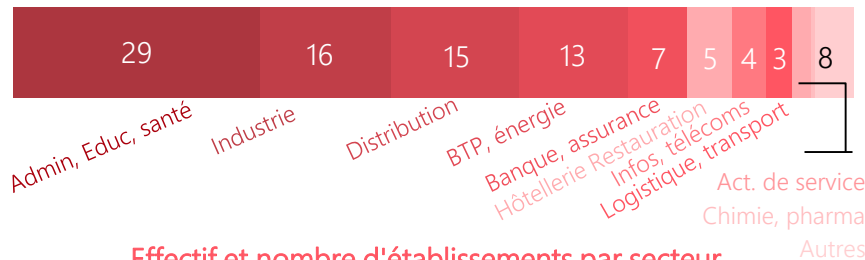 29 16 15 13 7 5 4 3 8
Admin, Educ, santé
Industrie
Distribution
BTP, énergie
Banque, assurance
Hôtellerie Restauration
Infos, télécoms
Logistique, transport
Act. de service
Chimie, pharma
Autres
Effectif et nombre d'établissements par secteur